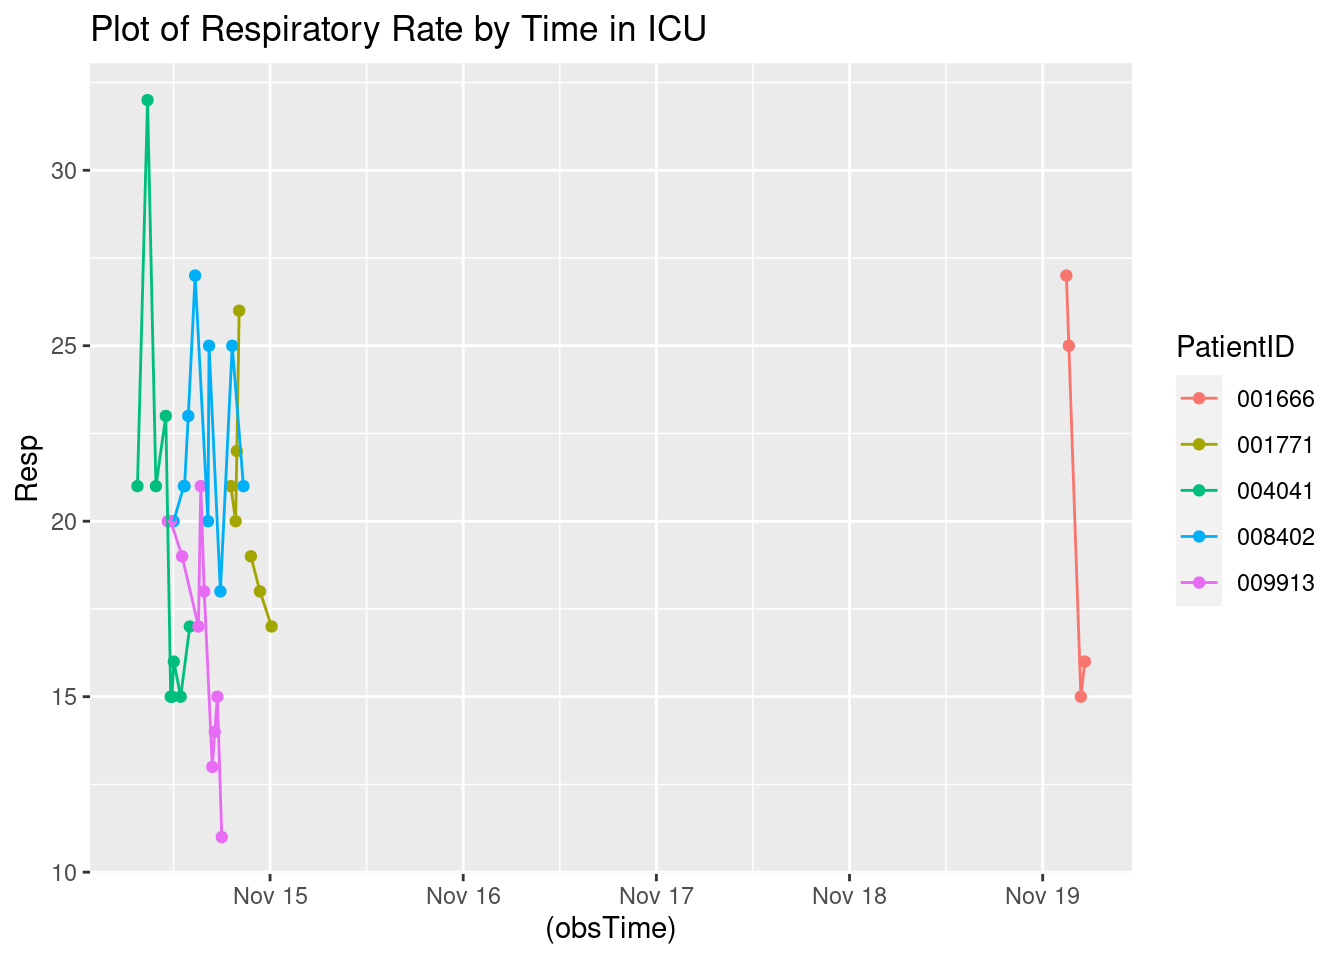 Plot of Respiratory Rate by Time in ICU
Resp
30
25
20
15
10
Nov 15 Nov 16 Nov 17 Nov 18 Nov 19
(obsTime)
PatientID
001666
001771
004041
008402
009913